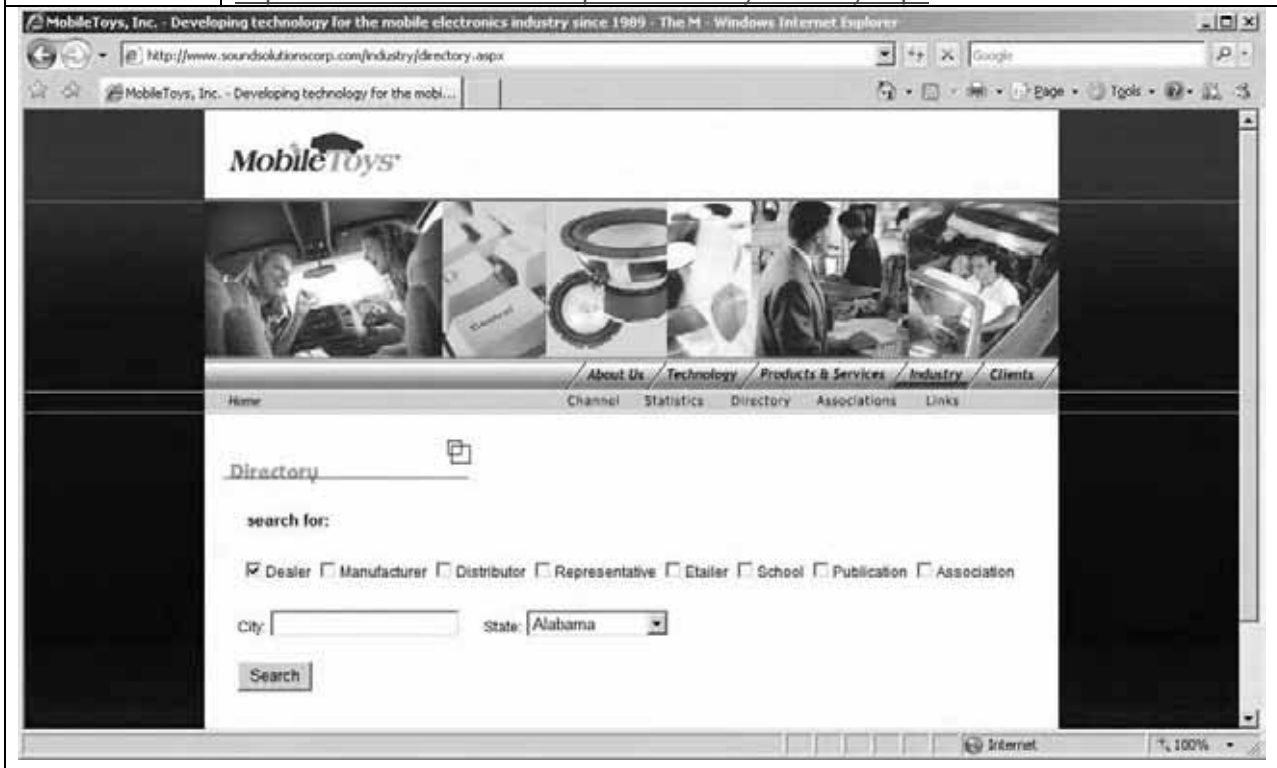 MobileToys, Inc. - Developing technology for the mobile electronics industry since 1989 - The M - Windows Internet Explorer
http://www.soundsolutionscorp.com/industry/directory.aspx
Google
MobileToys, Inc. - Developing technology for the mobi...
Page
Tools
MobileToys
About Us
Technology
Products & Services
Industry
Clients
Home
Channel
Statistics
Directory
Associations
Links
Directory
search for:
Dealer
Manufacturer
Distributor
Representative
Etailer
School
Publication
Association
City:
State: Alabama
Search
Internet
100%